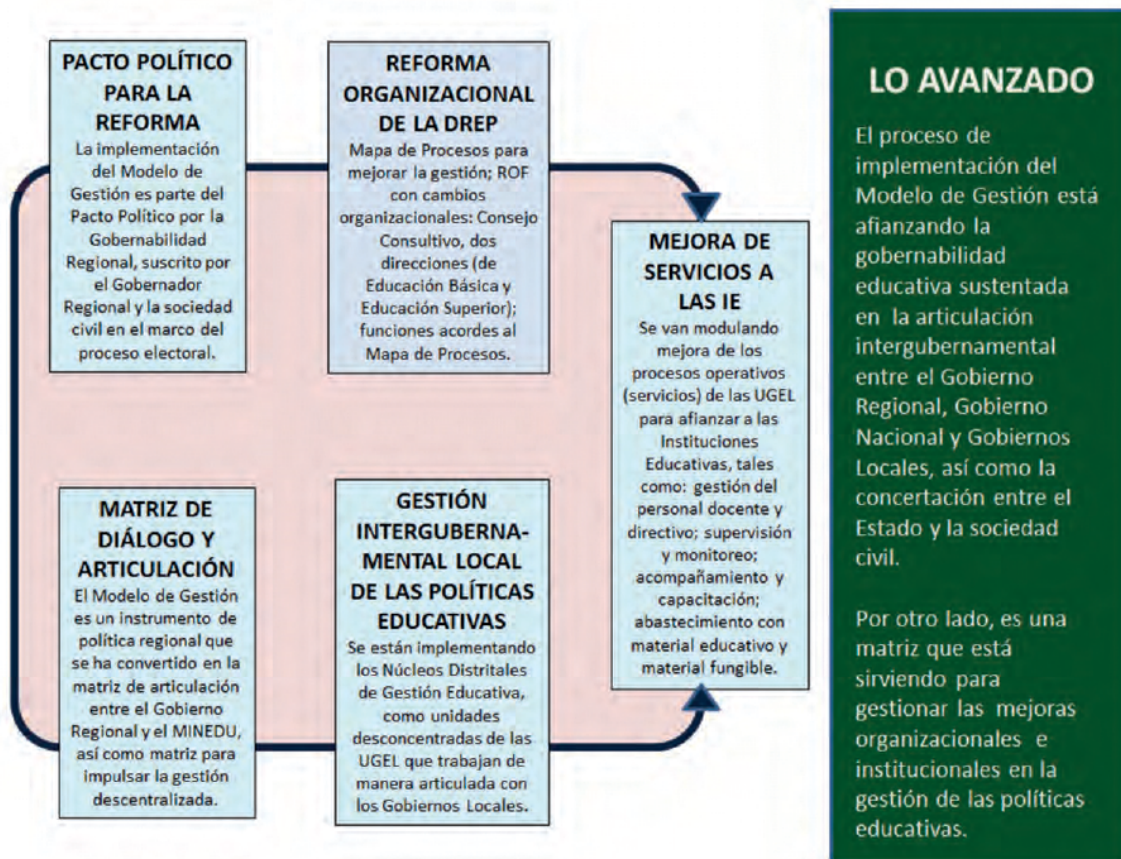 PACTO POLÍTICO
PARA LA
REFORMA
La implementación
del Modelo de
Gestión es parte del
Pacto Político por la
Gobernabilidad
Regional, suscrito por
el Gobernador
Regional y la sociedad
civil en el marco del
proceso electoral.
REFORMA
ORGANIZACIONAL
DE LA DREP
Mapa de Procesos para
mejorar la gestión; ROF
con cambios
organizacionales: Consejo
Consultivo, dos
direcciones (de
Educación Básica y
Educación Superior);
funciones acordes al
Mapa de Procesos.
MATRIZ DE
DIÁLOGO Y
ARTICULACIÓN
El Modelo de Gestión
es un instrumento de
política regional que
se ha convertido en la
matriz de articulación
entre el Gobierno
Regional y el MINEDU,
así como matriz para
impulsar la gestión
descentralizada.
GESTIÓN
INTERGUBERNA-
MENTAL LOCAL
DE LAS POLÍTICAS
EDUCATIVAS
Se están implementando
los Núcleos Distritales
de Gestión Educativa,
como unidades
desconcentradas de las
UGEL que trabajan de
manera articulada con
los Gobiernos Locales.
MEJORA DE
SERVICIOS A
LAS IE
Se van modulando
mejora de los
procesos operativos
(servicios) de las UGEL
para afianzar a las
Instituciones
Educativas, tales
como: gestión del
personal docente y
directivo; supervisión
y monitoreo;
acompañamiento y
capacitación;
abastecimiento con
material educativo y
material fungible.
LO AVANZADO
El proceso de
implementación del
Modelo de Gestión está
afianzando la
gobernabilidad
educativa sustentada
en la articulación
intergubernamental
entre el Gobierno
Regional, Gobierno
Nacional y Gobiernos
Locales, así como la
concertación entre el
Estado y la sociedad
civil.
Por otro lado, es una
matriz que está
sirviendo para
gestionar las mejoras
organizacionales e
institucionales en la
gestión de las políticas
educativas.